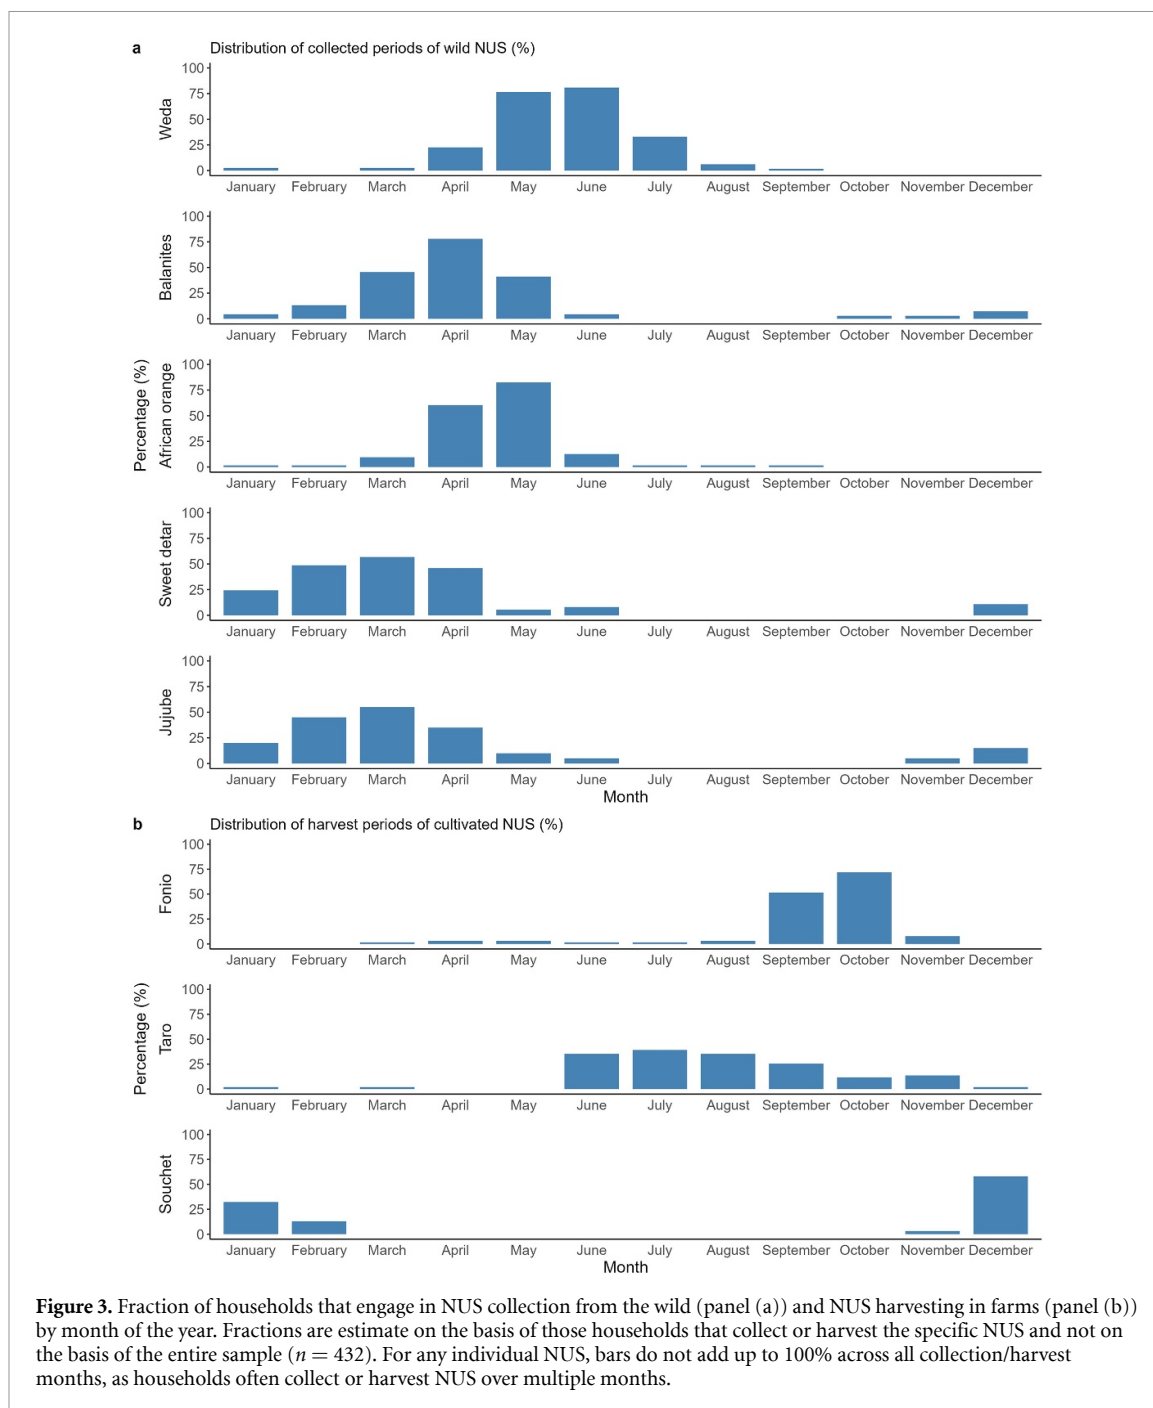 a Distribution of collected periods of wild NUS (%)
Percentage (%)
Weda
100
75
50
25
0
January February March April May June July August September October November December
Balanites
100
75
50
25
0
January February March April May June July August September October November December
African orange
100
75
50
25
0
January February March April May June July August September October November December
Sweet detar
100
75
50
25
0
January February March April May June July August September October November December
Jujube
100
75
50
25
0
January February March April May June July August September October November December
Month
b Distribution of harvest periods of cultivated NUS (%)
Percentage (%)
Fonio
100
75
50
25
0
January February March April May June July August September October November December
Taro
100
75
50
25
0
January February March April May June July August September October November December
Souchet
100
75
50
25
0
January February March April May June July August September October November December
Month
Figure 3. Fraction of households that engage in NUS collection from the wild (panel (a)) and NUS harvesting in farms (panel (b))
by month of the year. Fractions are estimate on the basis of those households that collect or harvest the specific NUS and not on
the basis of the entire sample (n = 432). For any individual NUS, bars do not add up to 100% across all collection/harvest
months, as households often collect or harvest NUS over multiple months.